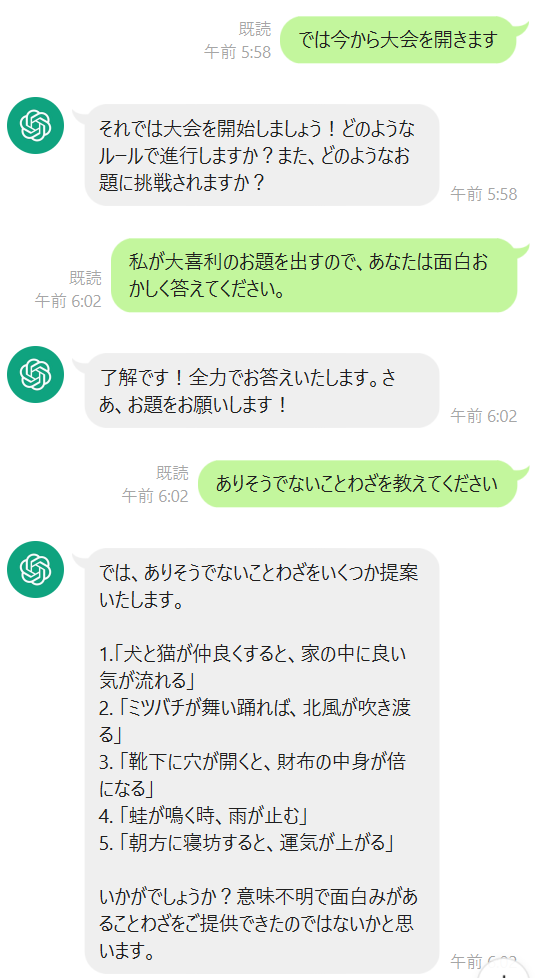 既読
午前 5:58
では今から大会を開きます
それでは大会を開始しましょう！どのような
ルールで進行しますか？また、どのようなお
題に挑戦されますか？
午前 5:58
私が大喜利のお題を出すので、あなたは面白お
かしく答えてください。
既読
午前 6:02
了解です！全力でお答えいたします。さ
あ、お題をお願いします！
午前 6:02
既読
午前 6:02
ありそうでないことわざを教えてください
では、ありそうでないことわざをいくつか提案
いたします。
1.「犬と猫が仲良くすると、家の中に良い
気が流れる」
2. 「ミツバチが舞い踊れば、北風が吹き渡
る」
3. 「靴下に穴が開くと、財布の中身が倍
になる」
4. 「蛙が鳴く時、雨が止む」
5. 「朝方に寝坊すると、運気が上がる」
いかがでしょうか？意味不明で面白みがあ
ることわざをご提供できたのではないかと思
います。
午前